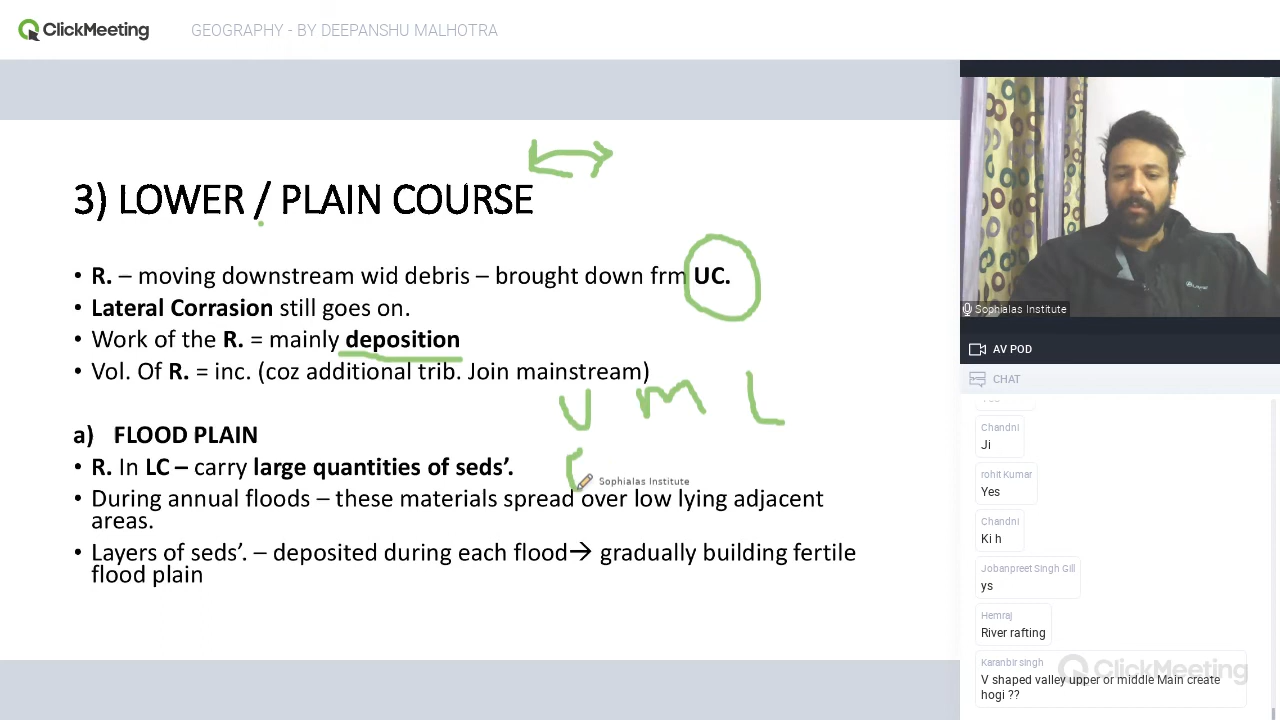 ClickMeeting
GEOGRAPHY - BY DEEPANSHU MALHOTRA
3) LOWER / PLAIN COURSE
• R. – moving downstream wid debris – brought down frm UC.
• Lateral Corrasion still goes on.
• Work of the R. = mainly deposition
• Vol. Of R. = inc. (coz additional trib. Join mainstream)
U M L
a) FLOOD PLAIN
• R. In LC – carry large quantities of seds’.
Sophialas Institute
• During annual floods – these materials spread over low lying adjacent
areas.
• Layers of seds’. – deposited during each flood→ gradually building fertile
flood plain
Sophialas Institute
AV POD
CHAT
Chandni
Ji
rohit Kumar
Yes
Chandni
Ki h
Jobanpreet Singh Gill
ys
Hemraj
River rafting
Karanbir singh
V shaped valley upper or middle Main create
hogi ??
ClickMeeting